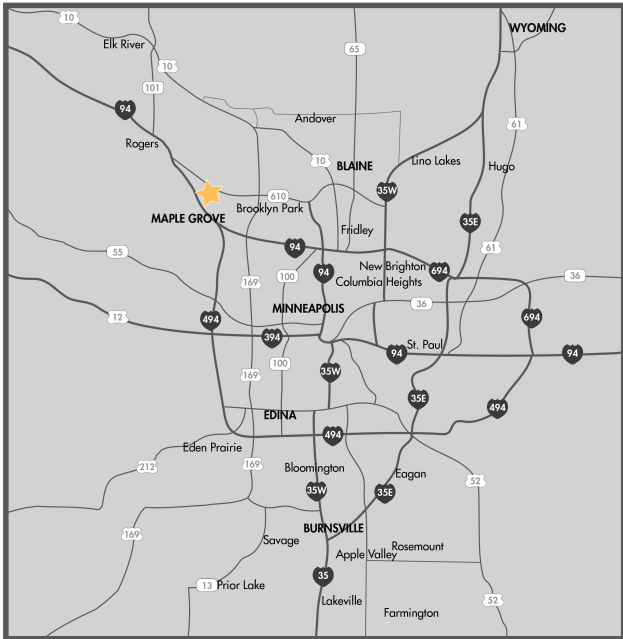 10
WYOMING
Elk River
65
10
101
94
Andover
61
Rogers
10
BLAINE
Lino Lakes
Hugo
35W
610
Brooklyn Park
MAPLE GROVE
35E
Fridley
94
61
55
New Brighton
694
94
100
Columbia Heights
36
169
36
MINNEAPOLIS
12
494
694
394
St. Paul
94
94
100
35W
169
35E
494
EDINA
494
Eden Prairie
212
169
Bloomington
Eagan
52
35W
35E
BURNSVILLE
169
Savage
Apple Valley
Rosemount
35
13
Prior Lake
Lakeville
52
Farmington